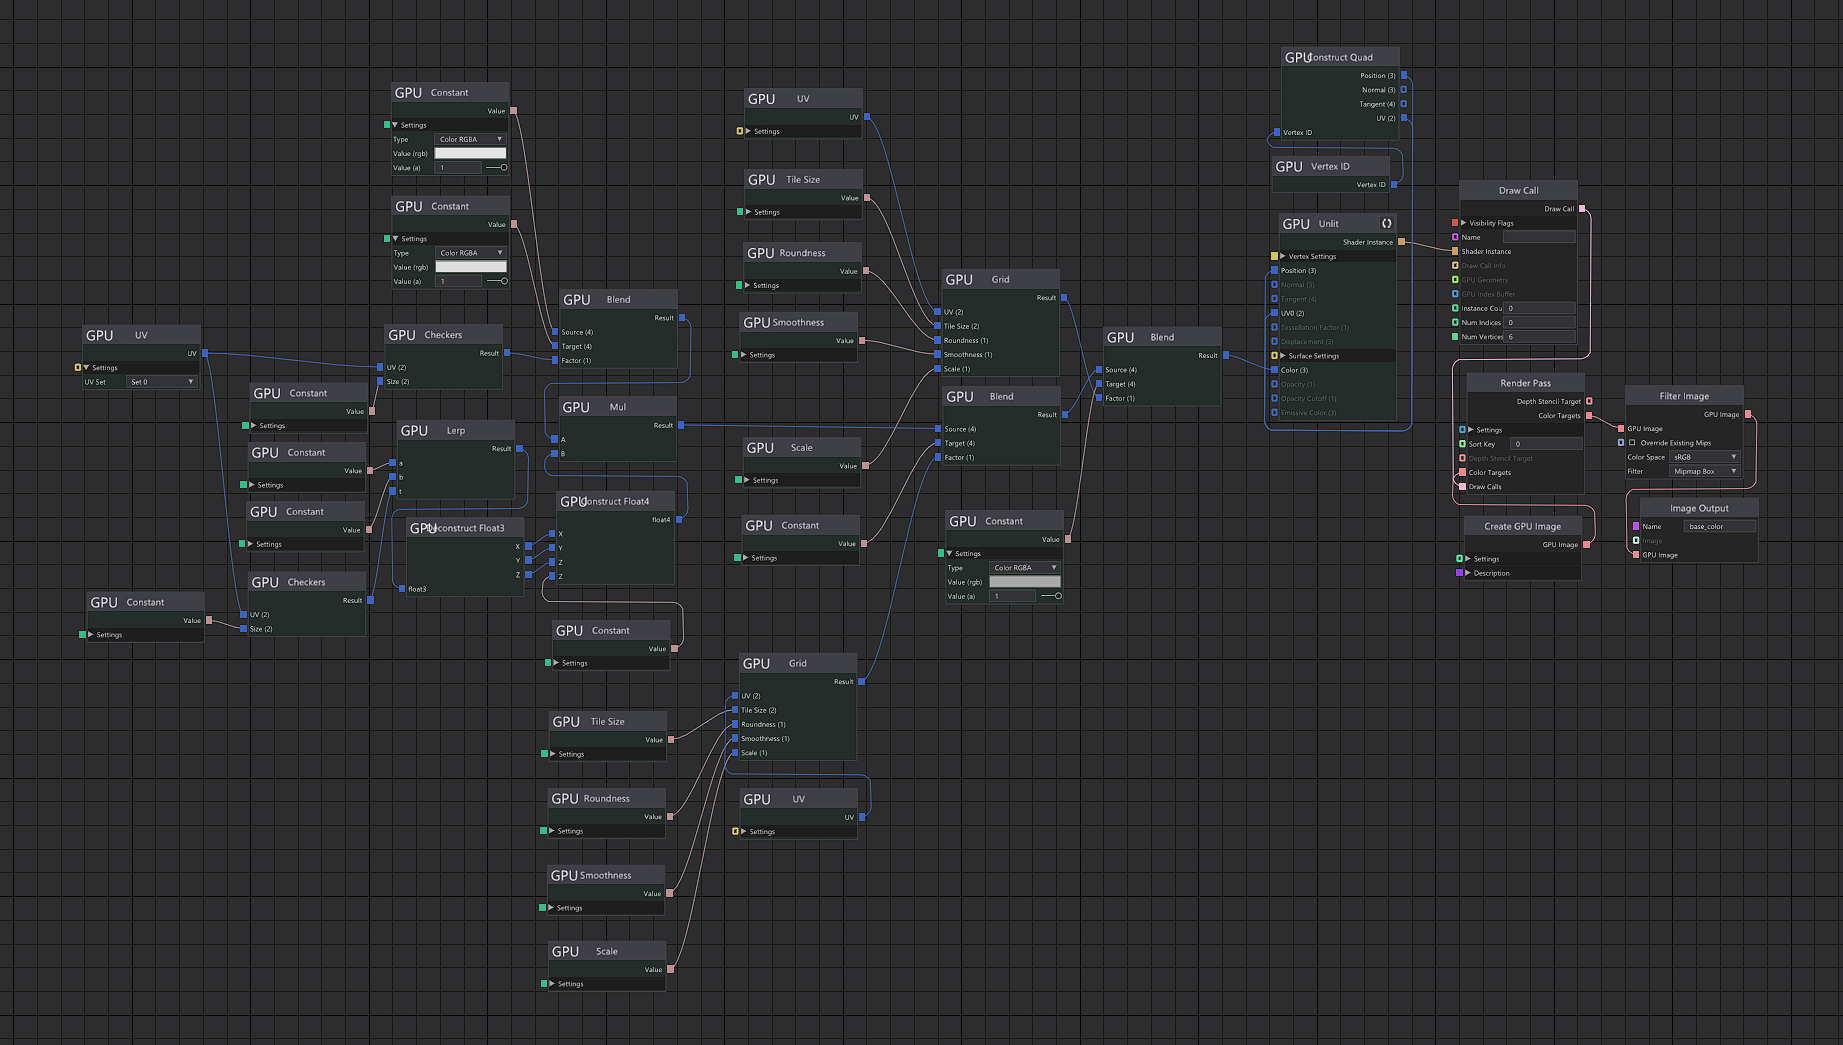 GPU Constant
Value
Settings
Type Color RGBA
Value (rgb)
Value (a) 1
GPU Constant
Value
Settings
Type Color RGBA
Value (rgb)
Value (a) 1
GPU UV
UV
Settings
UV Set Set 0
GPU Checkers
Result
UV (2)
Size (2)
GPU Constant
Value
Settings
GPU Constant
Value
Settings
GPU Constant
Value
Settings
GPU Lerp
Result
a
b
t
GPU Checkers
Result
UV (2)
Size (2)
GPU Constant
Value
Settings
GPU Blend
Result
Source (4)
Target (4)
Factor (1)
GPU Mul
Result
A
B
GPU Deconstruct Float3
X
Y
Z
float3
GPU Construct Float4
float4
X
Y
Z
Z
GPU Constant
Value
Settings
GPU Tile Size
Value
Settings
GPU Roundness
Value
Settings
GPU Smoothness
Value
Settings
GPU Scale
Value
Settings
GPU Grid
Result
UV (2)
Tile Size (2)
Roundness (1)
Smoothness (1)
Scale (1)
GPU UV
UV
Settings
GPU UV
UV
Settings
GPU Tile Size
Value
Settings
GPU Roundness
Value
Settings
GPU Smoothness
Value
Settings
GPU Scale
Value
Settings
GPU Constant
Value
Settings
GPU Grid
Result
UV (2)
Tile Size (2)
Roundness (1)
Smoothness (1)
Scale (1)
GPU Blend
Result
Source (4)
Target (4)
Factor (1)
GPU Constant
Value
Settings
Type Color RGBA
Value (rgb)
Value (a) 1
GPU Blend
Result
Source (4)
Target (4)
Factor (1)
GPU Construct Quad
Position (3)
Normal (3)
Tangent (4)
UV (2)
Vertex ID
GPU Vertex ID
Vertex ID
GPU Unlit
Shader Instance
Vertex Settings
Position (3)
Normal (3)
Tangent (4)
UV0 (2)
Tessellation Factor (1)
Displacement (3)
Surface Settings
Color (3)
Opacity (1)
Opacity Cutoff (1)
Emissive Color (3)
Draw Call
Draw Call
Visibility Flags
Name
Shader Instance
Draw Call Info
GPU Geometry
GPU Index Buffer
Instance Cou 0
Num Indices 0
Num Vertices 6
Render Pass
Depth Stencil Target
Color Targets
Settings
Sort Key 0
Depth Stencil Target
Color Targets
Draw Calls
Create GPU Image
GPU Image
Settings
Description
Filter Image
GPU Image
GPU Image
Override Existing Mips
Color Space sRGB
Filter Mipmap Box
Image Output
Name base_color
Image
GPU Image